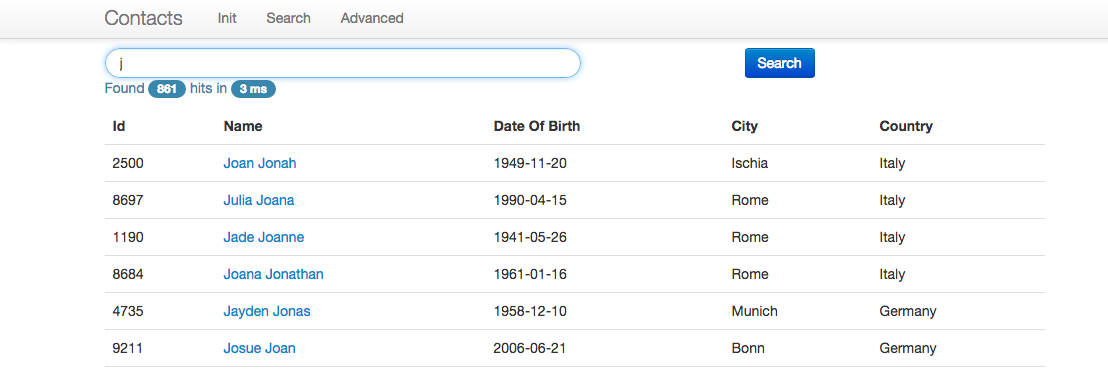 Contacts Init Search Advanced
j Search
Found 861 hits in 3 ms
Id Name Date Of Birth City Country
2500 Joan Jonah 1949-11-20 Ischia Italy
8697 Julia Joana 1990-04-15 Rome Italy
1190 Jade Joanne 1941-05-26 Rome Italy
8684 Joana Jonathan 1961-01-16 Rome Italy
4735 Jayden Jonas 1958-12-10 Munich Germany
9211 Josue Joan 2006-06-21 Bonn Germany